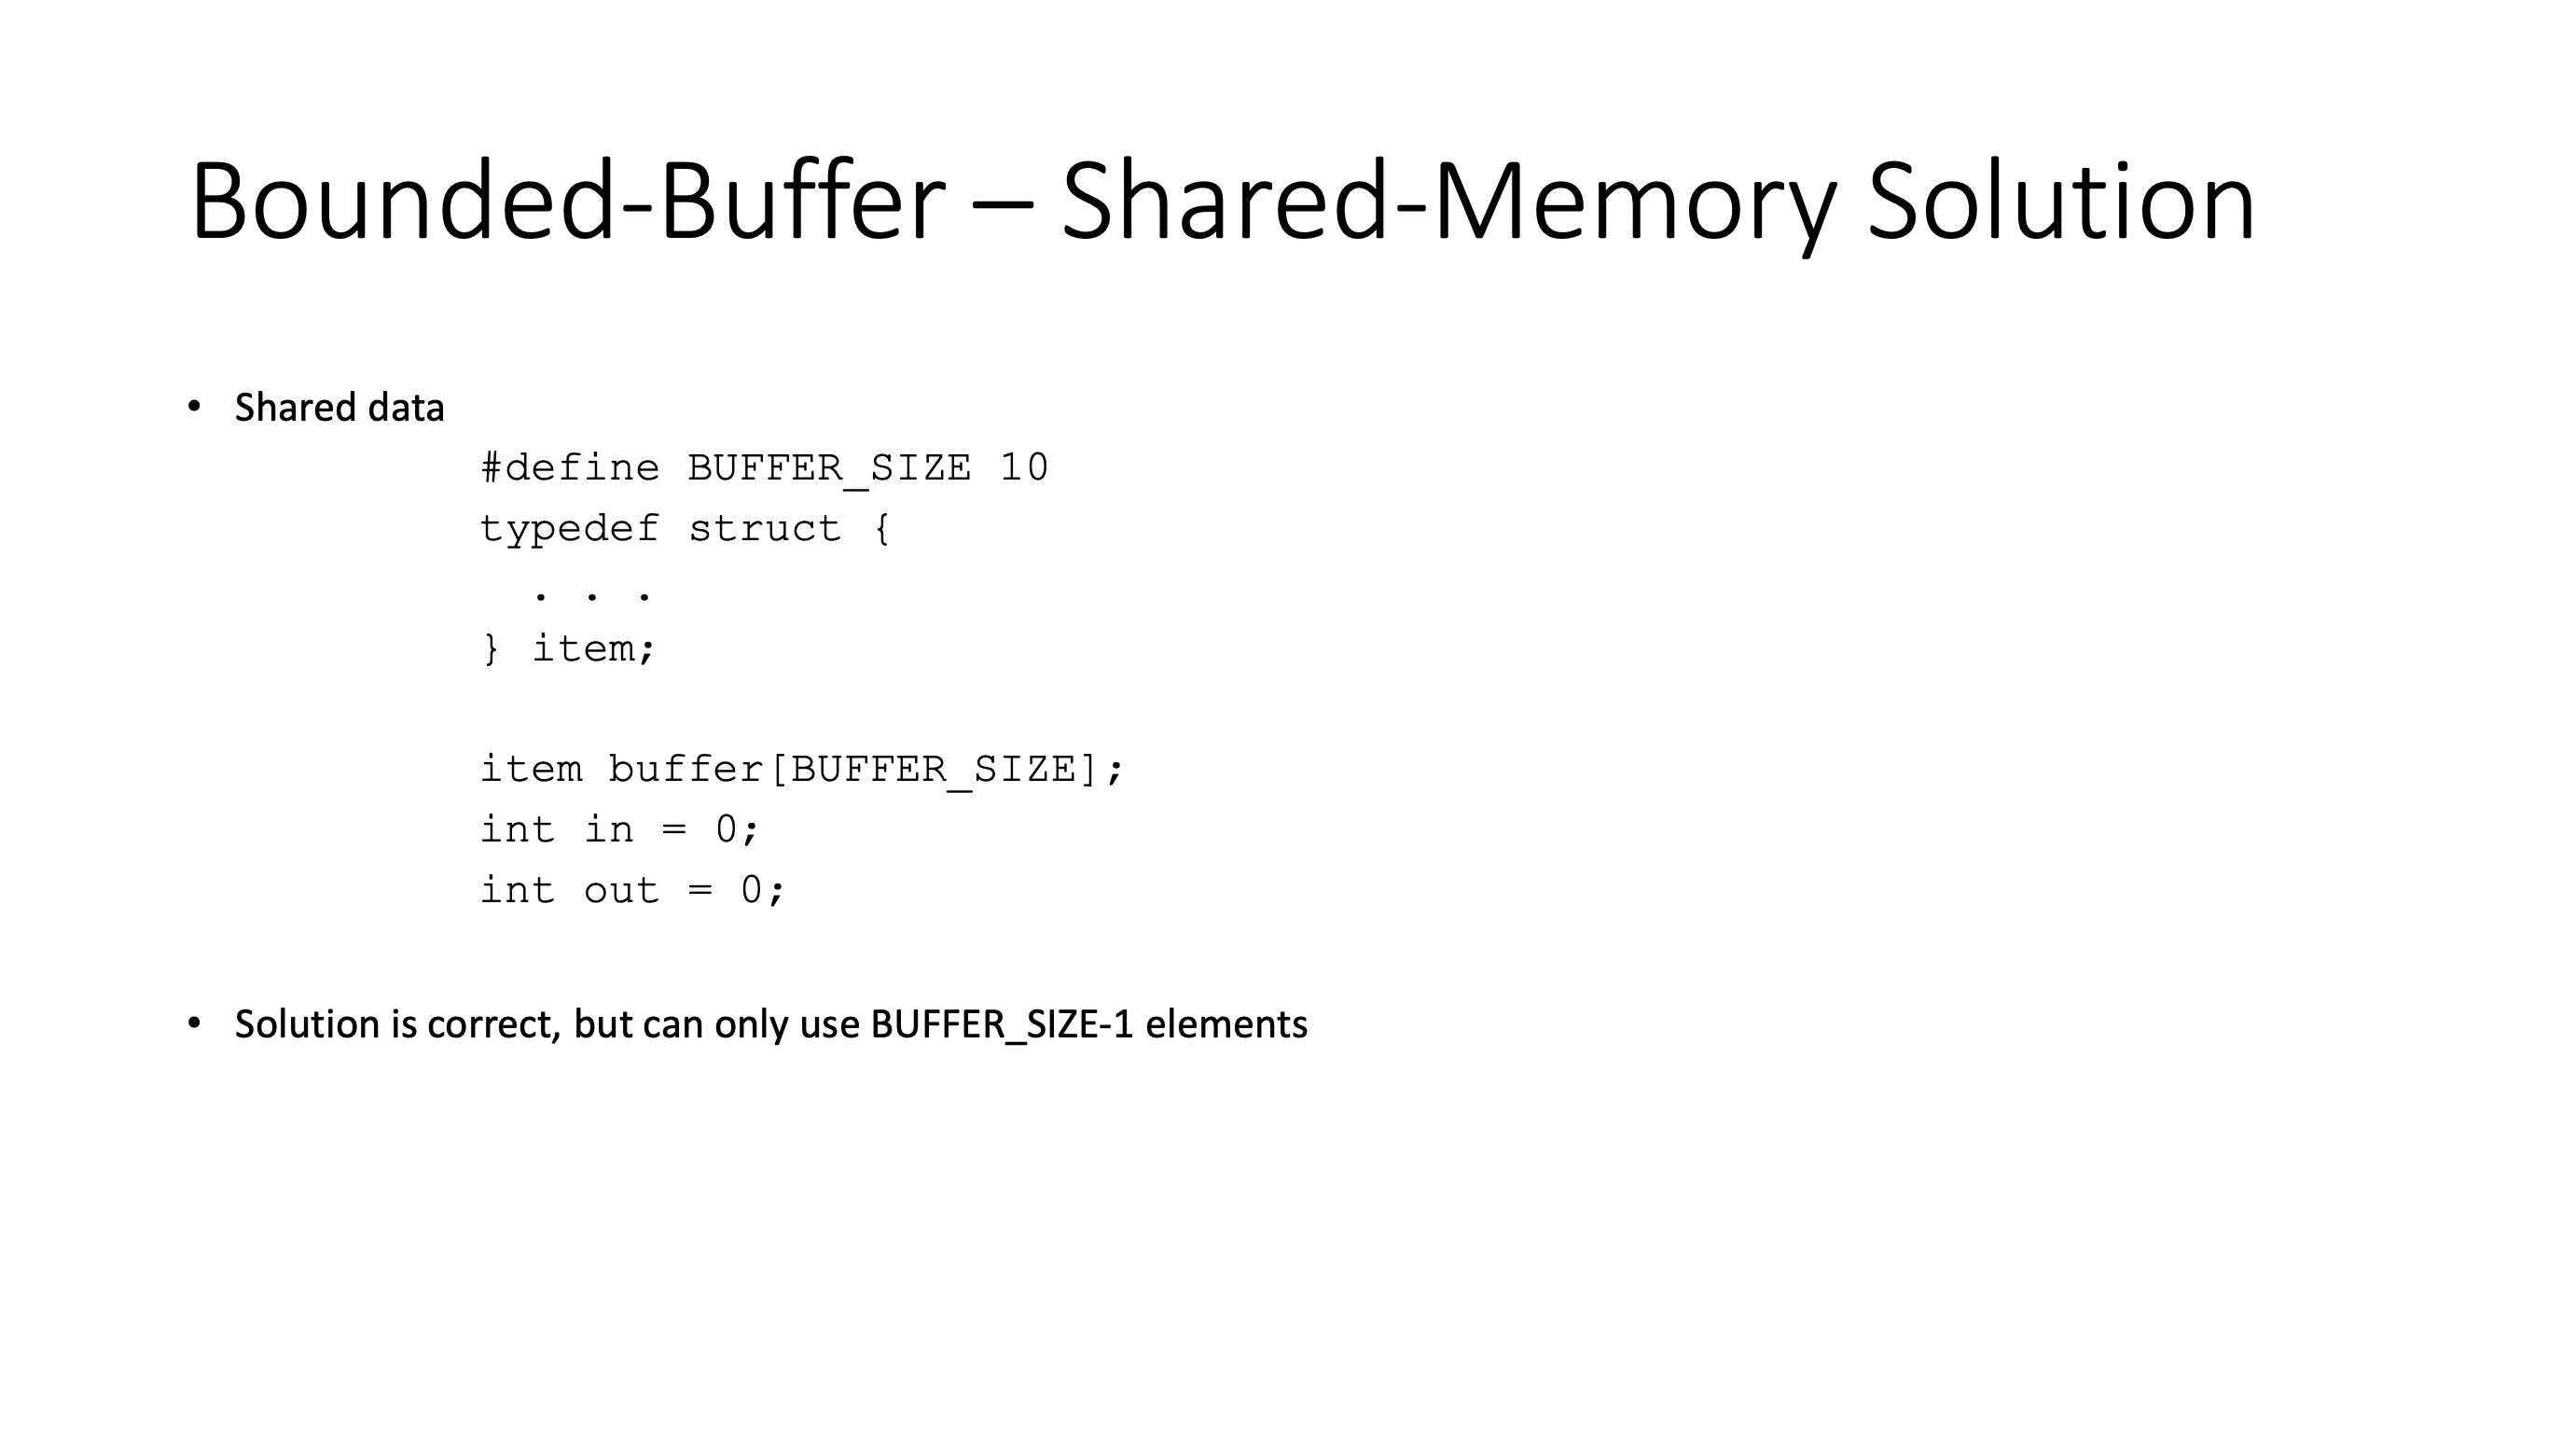 Bounded-Buffer – Shared-Memory Solution
• Shared data
#define BUFFER_SIZE 10
typedef struct {
. . .
} item;
item buffer[BUFFER_SIZE];
int in = 0;
int out = 0;
• Solution is correct, but can only use BUFFER_SIZE-1 elements